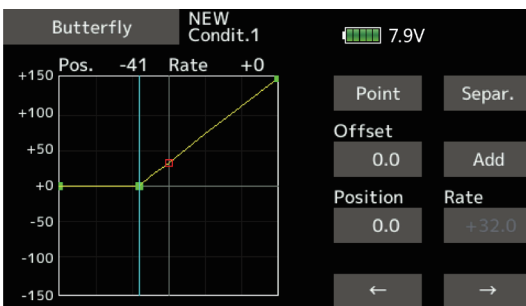 Butterfly
NEW
Condit.1
7.9V
Pos. -41 Rate +0
+150
+100
+50
+0
-50
-100
-150
Point Separ.
Offset
0.0 Add
Position Rate
0.0 +32.0
← →